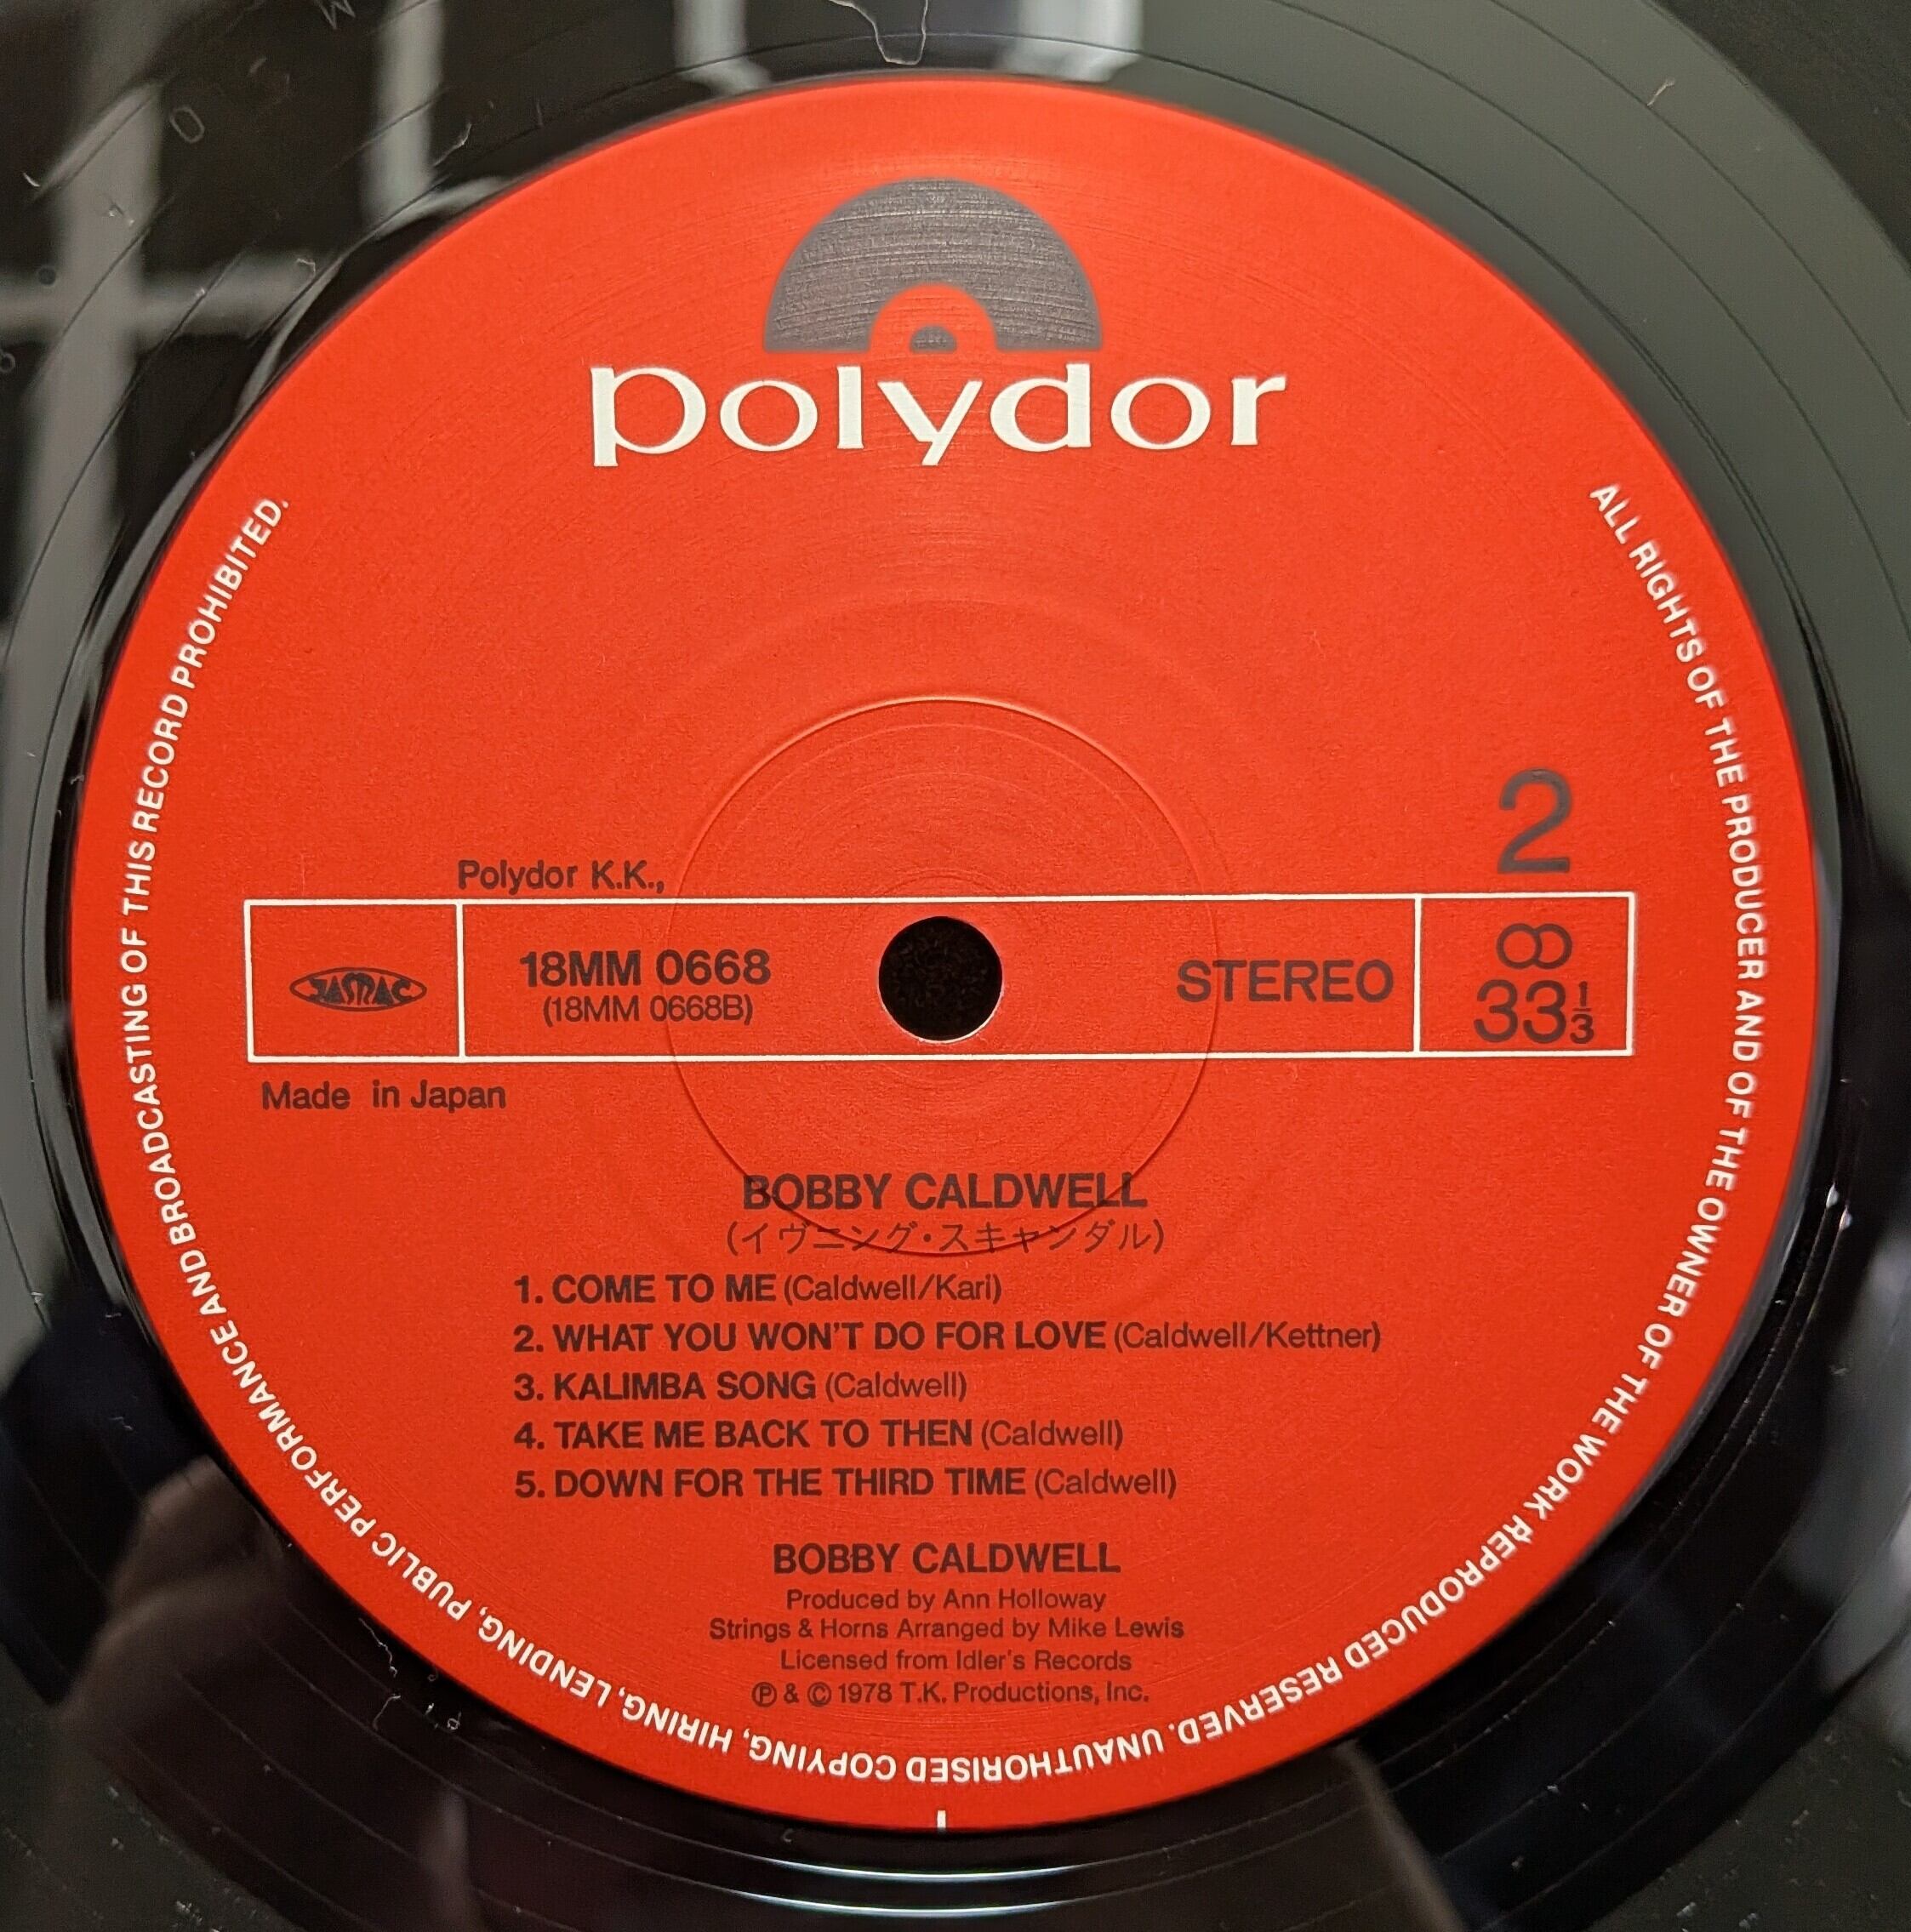 polydor
ALL RIGHTS OF THE PRODUCER AND OF THE OWNER OF THE WORK REPRODUCED RESERVED. UNAUTHORISED COPYING, HIRING, LENDING, PUBLIC PERFORMANCE AND BROADCASTING OF THIS RECORD PROHIBITED.
2
Polydor K.K.,
JASRAC
18MM 0668
(18MM 0668B)
STEREO
33 1/3
Made in Japan
BOBBY CALDWELL
(イヴニング・スキャンダル)
1. COME TO ME (Caldwell/Kari)
2. WHAT YOU WON'T DO FOR LOVE (Caldwell/Kettner)
3. KALIMBA SONG (Caldwell)
4. TAKE ME BACK TO THEN (Caldwell)
5. DOWN FOR THE THIRD TIME (Caldwell)
BOBBY CALDWELL
Produced by Ann Holloway
Strings & Horns Arranged by Mike Lewis
Licensed from Idler's Records
Ⓟ & © 1978 T.K. Productions, Inc.